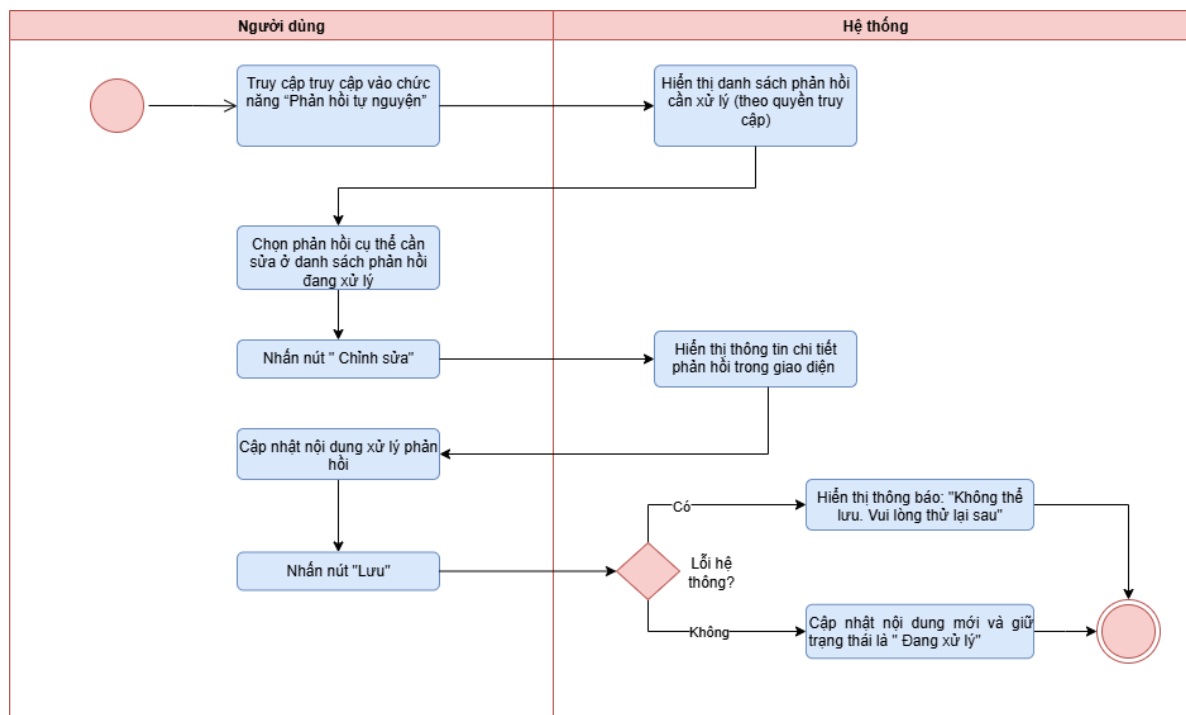 Người dùng
Hệ thống
Truy cập truy cập vào chức
năng “Phản hồi tự nguyện”
Hiển thị danh sách phản hồi
cần xử lý (theo quyền truy
cập)
Chọn phản hồi cụ thể cần
sửa ở danh sách phản hồi
đang xử lý
Nhấn nút " Chỉnh sửa"
Hiển thị thông tin chi tiết
phản hồi trong giao diện
Cập nhật nội dung xử lý phản
hồi
Nhấn nút "Lưu"
Có
Lỗi hệ
thông?
Không
Hiển thị thông báo: "Không thể
lưu. Vui lòng thử lại sau"
Cập nhật nội dung mới và giữ
trạng thái là " Đang xử lý"